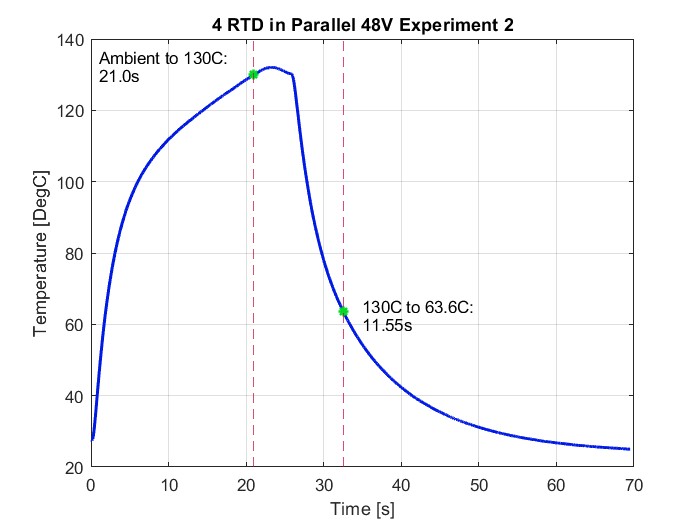 4 RTD in Parallel 48V Experiment 2
140
120
100
80
60
40
20
Temperature [DegC]
Ambient to 130C:
21.0s
130C to 63.6C:
11.55s
0
10
20
30
40
50
60
70
Time [s]